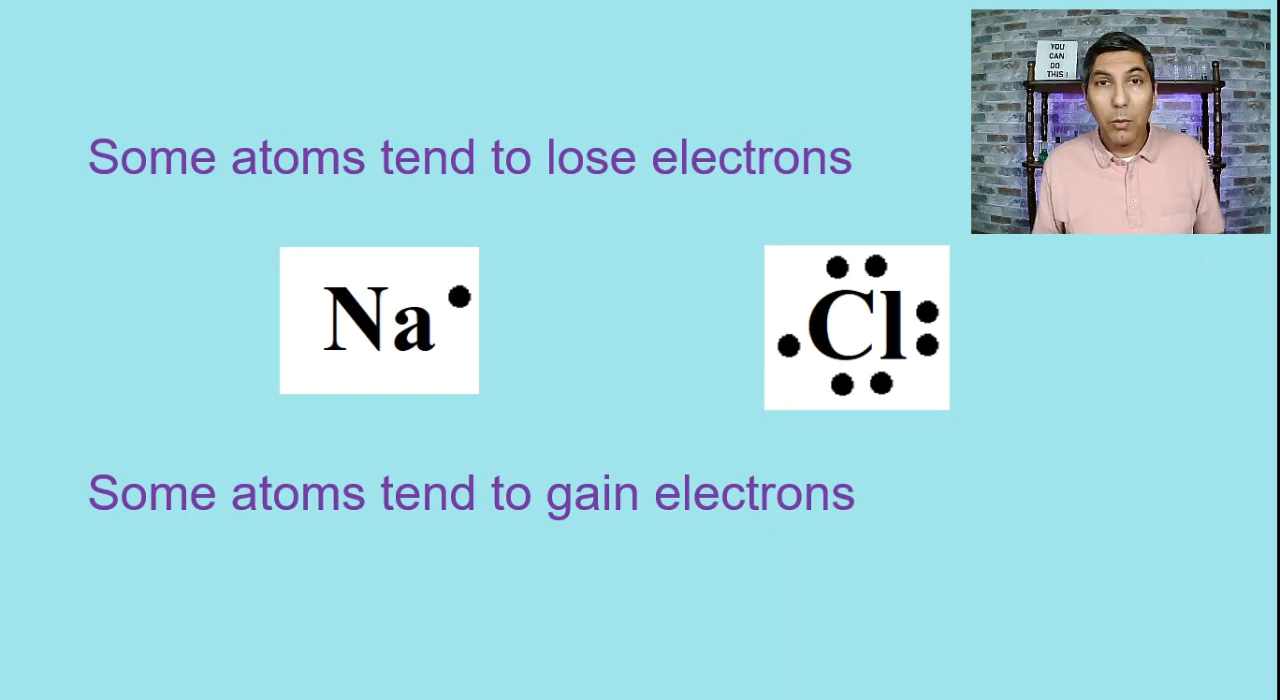 YOU
CAN
DO
THIS!
Some atoms tend to lose electrons
Na
Cl
Some atoms tend to gain electrons